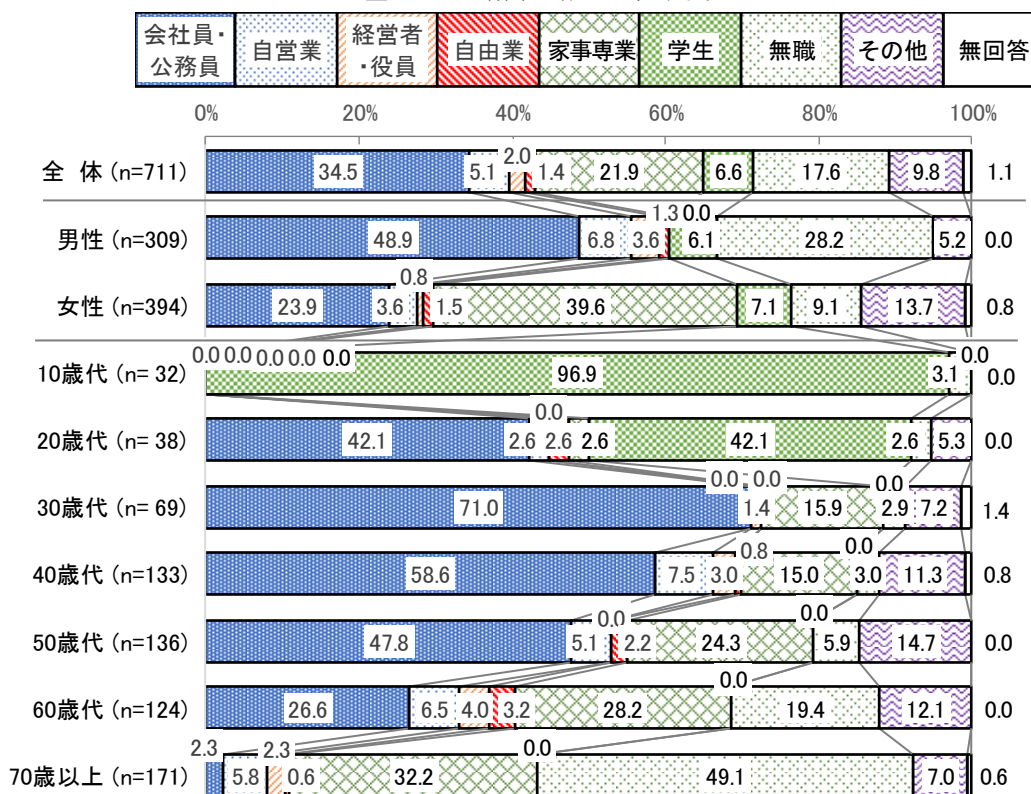 会社員・公務員 自営業 経営者・役員 自由業 家事専業 学生 無職 その他 無回答
0% 20% 40% 60% 80% 100%
全 体 (n=711) 34.5 5.1 2.0 1.4 21.9 6.6 17.6 9.8 1.1
男性 (n=309) 48.9 6.8 3.6 1.3 0.0 6.1 28.2 5.2 0.0
女性 (n=394) 23.9 3.6 0.8 1.5 39.6 7.1 9.1 13.7 0.8
10歳代 (n= 32) 0.0 0.0 0.0 0.0 0.0 96.9 3.1 0.0 0.0
20歳代 (n= 38) 42.1 2.6 0.0 2.6 2.6 42.1 2.6 5.3 0.0
30歳代 (n= 69) 71.0 0.0 1.4 0.0 15.9 0.0 2.9 7.2 1.4
40歳代 (n=133) 58.6 7.5 3.0 0.8 15.0 0.0 3.0 11.3 0.8
50歳代 (n=136) 47.8 5.1 0.0 2.2 24.3 0.0 5.9 14.7 0.0
60歳代 (n=124) 26.6 6.5 4.0 3.2 28.2 0.0 19.4 12.1 0.0
70歳以上 (n=171) 2.3 5.8 2.3 0.6 32.2 0.0 49.1 7.0 0.6